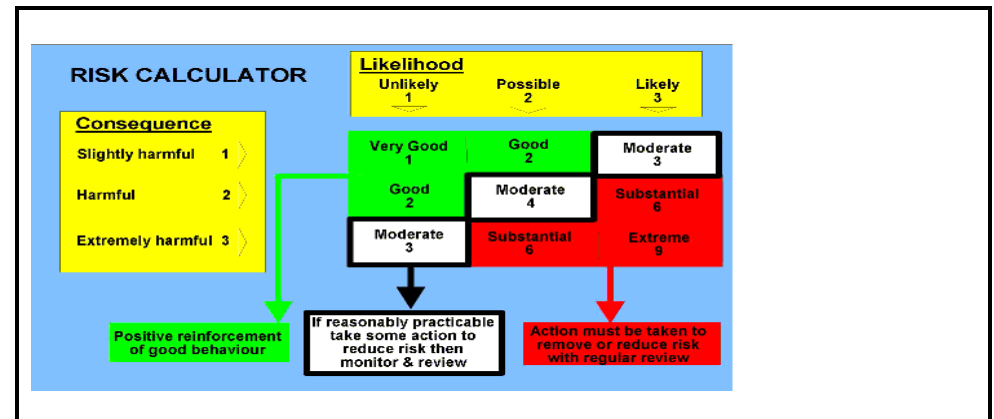 RISK CALCULATOR
Likelihood
Unlikely Possible Likely
1 2 3
Consequence
Slightly harmful 1
Harmful 2
Extremely harmful 3
Very Good Good Moderate
1 2 3
Good Moderate Substantial
2 4 6
Moderate Substantial Extreme
3 6 9
Positive reinforcement
of good behaviour
If reasonably practicable
take some action to
reduce risk then
monitor & review
Action must be taken to
remove or reduce risk
with regular review